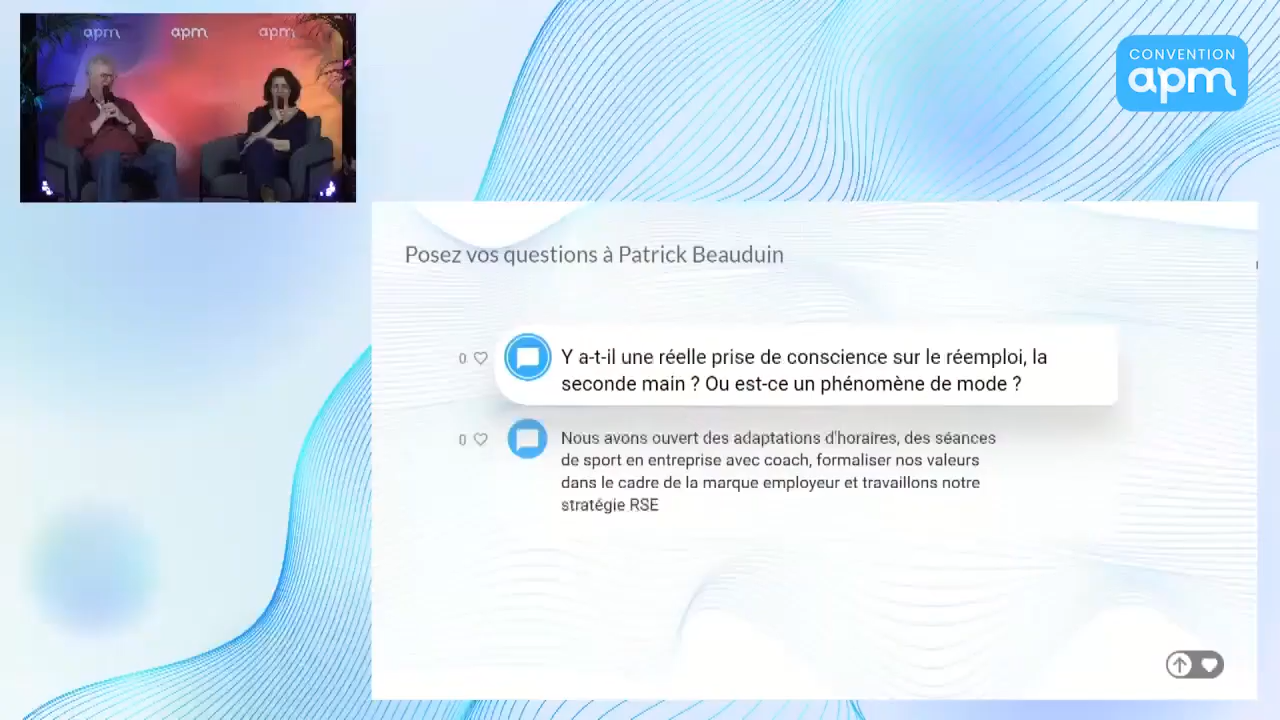 apm apm apm
CONVENTION
apm
Posez vos questions à Patrick Beauduin
0
Y a-t-il une réelle prise de conscience sur le réemploi, la
seconde main ? Ou est-ce un phénomène de mode ?
0
Nous avons ouvert des adaptations d'horaires, des séances
de sport en entreprise avec coach, formaliser nos valeurs
dans le cadre de la marque employeur et travaillons notre
stratégie RSE